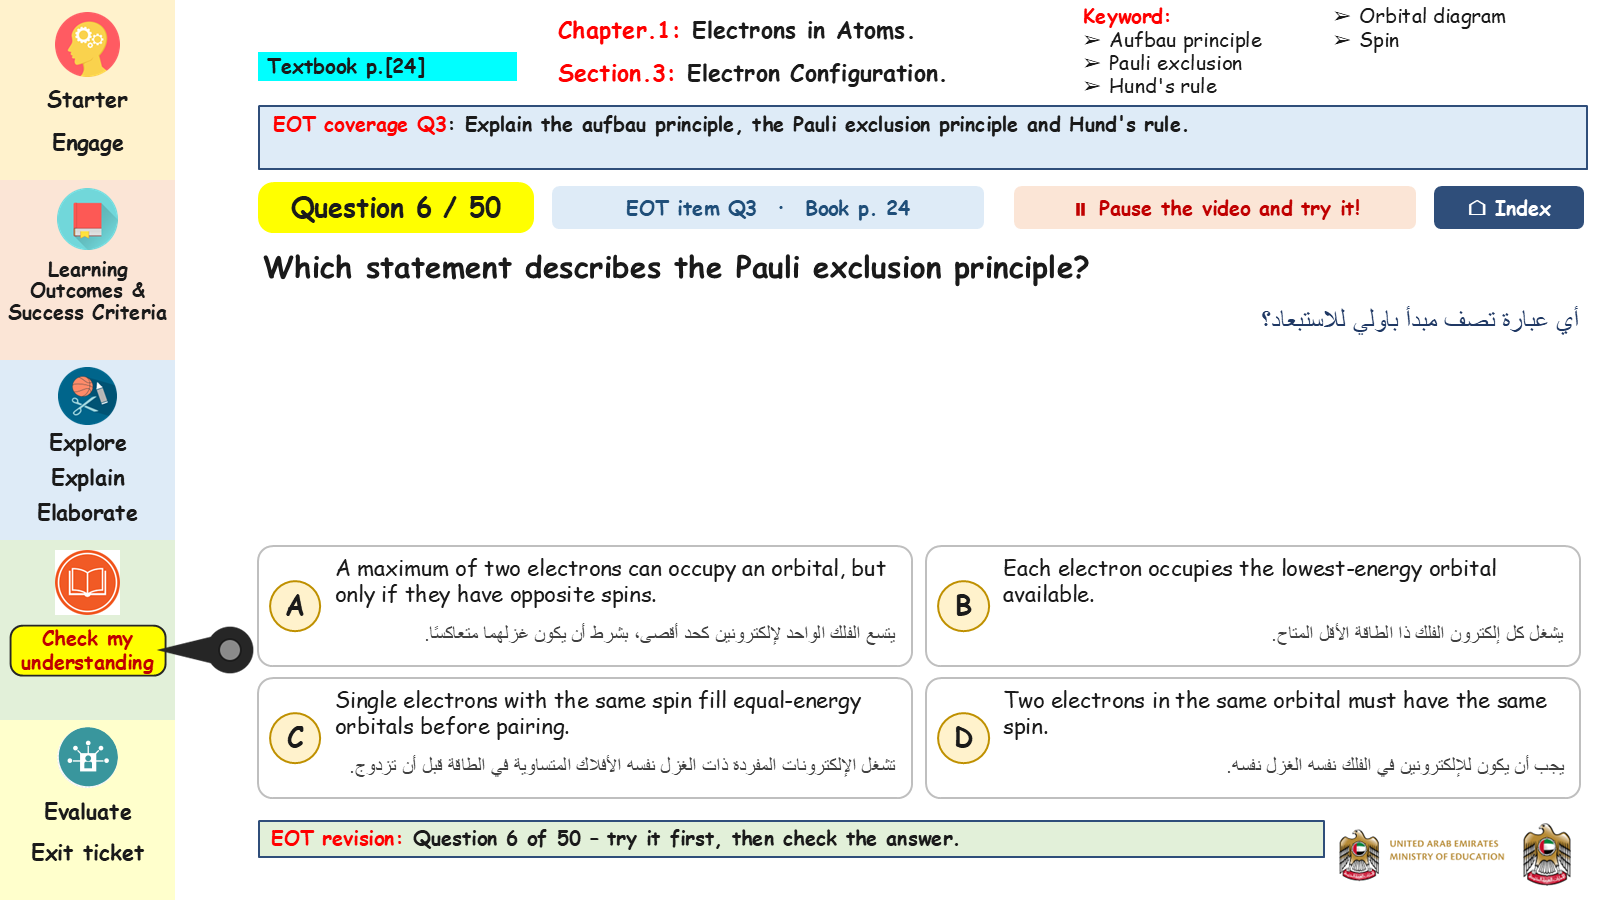 Starter
Engage
Learning
Outcomes &
Success Criteria
Explore
Explain
Elaborate
Check my
understanding
Evaluate
Exit ticket
Textbook p.[24]
Chapter.1: Electrons in Atoms.
Section.3: Electron Configuration.
Keyword:
➢ Aufbau principle
➢ Pauli exclusion
➢ Hund's rule
➢ Orbital diagram
➢ Spin
EOT coverage Q3: Explain the aufbau principle, the Pauli exclusion principle and Hund's rule.
Question 6 / 50
EOT item Q3 · Book p. 24
⏸ Pause the video and try it!
⌂ Index
Which statement describes the Pauli exclusion principle?
أي عبارة تصف مبدأ باولي للاستبعاد؟
A
A maximum of two electrons can occupy an orbital, but
only if they have opposite spins.
يتسع الفلك الواحد لإلكترونين كحد أقصى، بشرط أن يكون غزلهما متعاكسًا.
B
Each electron occupies the lowest-energy orbital
available.
يشغل كل إلكترون الفلك ذا الطاقة الأقل المتاح.
C
Single electrons with the same spin fill equal-energy
orbitals before pairing.
تشغل الإلكترونات المفردة ذات الغزل نفسه الأفلاك المتساوية في الطاقة قبل أن تزدوج.
D
Two electrons in the same orbital must have the same
spin.
يجب أن يكون للإلكترونين في الفلك نفسه الغزل نفسه.
EOT revision: Question 6 of 50 – try it first, then check the answer.
UNITED ARAB EMIRATES
MINISTRY OF EDUCATION